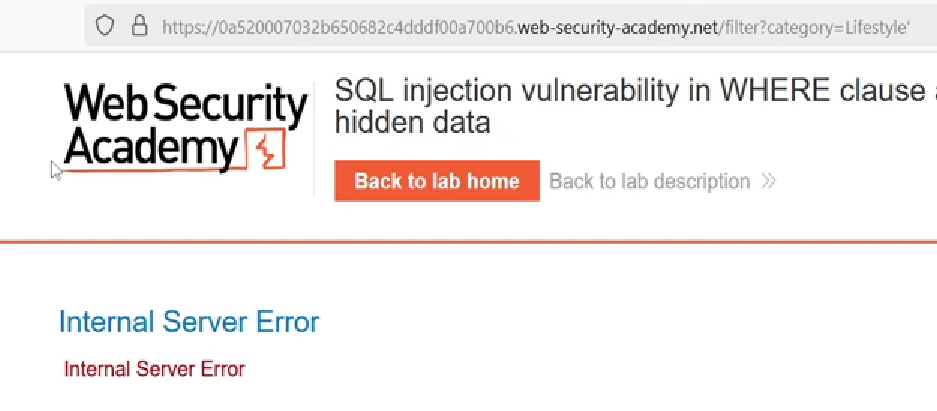 https://0a520007032b650682c4dddf00a700b6.web-security-academy.net/filter?category=Lifestyle'
Web Security
Academy
SQL injection vulnerability in WHERE clause
hidden data
Back to lab home
Back to lab description
Internal Server Error
Internal Server Error